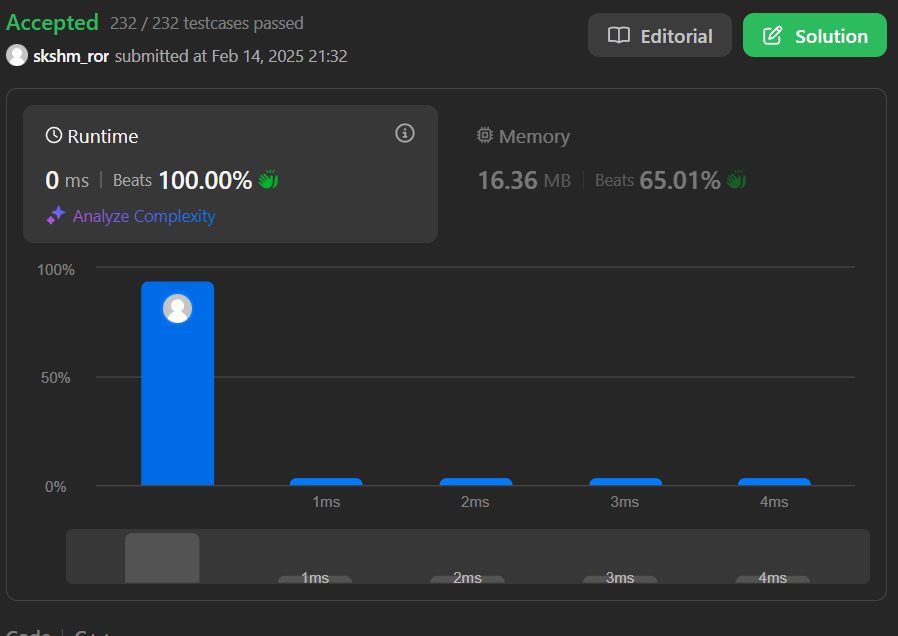 Accepted 232 / 232 testcases passed
skshm_ror submitted at Feb 14, 2025 21:32
Editorial
Solution
Runtime
0 ms | Beats 100.00%
Analyze Complexity
Memory
16.36 MB | Beats 65.01%
100%
50%
0%
1ms 2ms 3ms 4ms
1ms 2ms 3ms 4ms